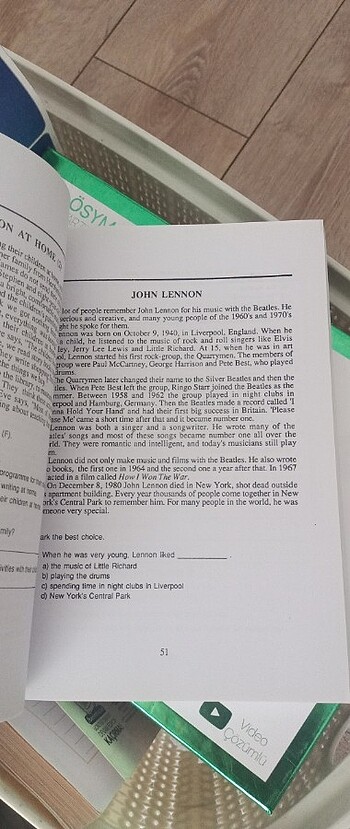 ÖSYM
ON AT HOME
JOHN LENNON
lot of people remember John Lennon for his music with the Beatles. He
serious and creative, and many young people of the 1960's and 1970's
ght he spoke for them.
ennon was born on October 9, 1940, in Liverpool, England. When he
a child, he listened to the music of rock and roll singers like Elvis
ley, Jerry Lee Lewis and Little Richard. At 15, when he was in art
ol, Lennon started his first rock-group, the Quarrymen. The members of
group were Paul McCartney, George Harrison and Pete Best, who played
drums.
he Quarrymen later changed their name to the Silver Beatles and then the
les. When Pete Best left the group, Ringo Starr joined the Beatles as the
mmer. Between 1958 and 1962 the group played in night clubs in
erpool and Hamburg, Germany. Then the Beatles made a record called 'I
nna Hold Your Hand' and had their first big success in Britain. 'Please
ase Me' came a short time after that and it became number one.
ennon was both a singer and a songwriter. He wrote many of the
atles' songs and most of these songs became number one all over the
rld. They were romantic and intelligent, and today's musicians still play
m.
Lennon did not only make music and films with the Beatles. He also wrote
o books, the first one in 1964 and the second one a year after that. In 1967
acted in a film called How I Won The War.
On December 8, 1980 John Lennon died in New York, shot dead outside
s apartment building. Every year thousands of people come together in New
ork's Central Park to remember him. For many people in the world, he was
meone very special.
ark the best choice.
When he was very young, Lennon liked ________ .
a) the music of Little Richard
b) playing the drums
c) spending time in night clubs in Liverpool
d) New York's Central Park
51
(F).
mily?
Video
Çözümlü